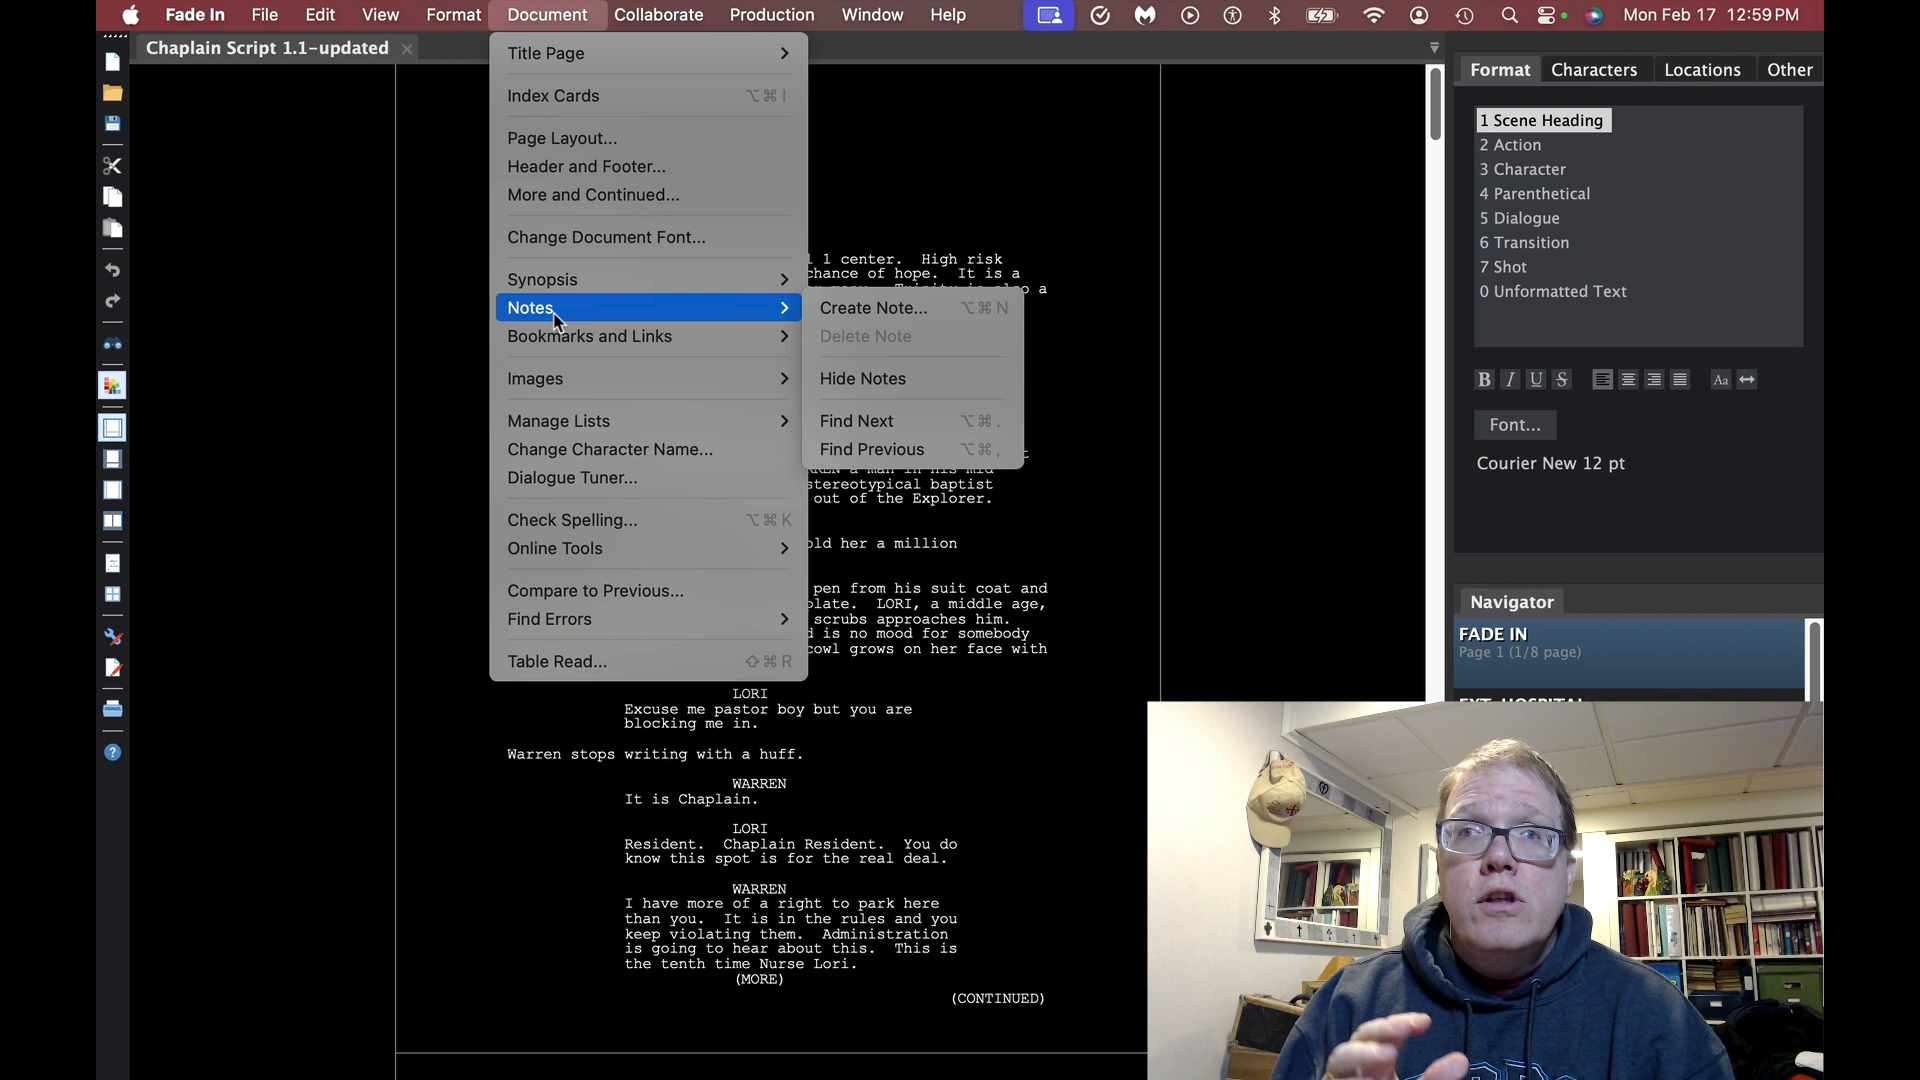 Fade In File Edit View Format Document Collaborate Production Window Help Mon Feb 17 12:59 PM
Chaplain Script 1.1-updated
Title Page
Index Cards ⌥⌘I
Page Layout...
Header and Footer...
More and Continued...
Change Document Font...
Synopsis
Notes
Bookmarks and Links
Images
Manage Lists
Change Character Name...
Dialogue Tuner...
Check Spelling... ⌥⌘K
Online Tools
Compare to Previous...
Find Errors
Table Read... ⇧⌘R
Create Note... ⌥⌘N
Delete Note
Hide Notes
Find Next ⌥⌘.
Find Previous ⌥⌘,
1 center. High risk
chance of hope. It is a
a man in his mid
stereotypical baptist
out of the Explorer.
old her a million
pen from his suit coat and
plate. LORI, a middle age,
scrubs approaches him.
is no mood for somebody
cowl grows on her face with
LORI
Excuse me pastor boy but you are
blocking me in.
Warren stops writing with a huff.
WARREN
It is Chaplain.
LORI
Resident. Chaplain Resident. You do
know this spot is for the real deal.
WARREN
I have more of a right to park here
than you. It is in the rules and you
keep violating them. Administration
is going to hear about this. This is
the tenth time Nurse Lori.
(MORE)
(CONTINUED)
Format Characters Locations Other
1 Scene Heading
2 Action
3 Character
4 Parenthetical
5 Dialogue
6 Transition
7 Shot
0 Unformatted Text
B I U S Aa
Font...
Courier New 12 pt
Navigator
FADE IN
Page 1 (1/8 page)
EXT. HOSPITAL